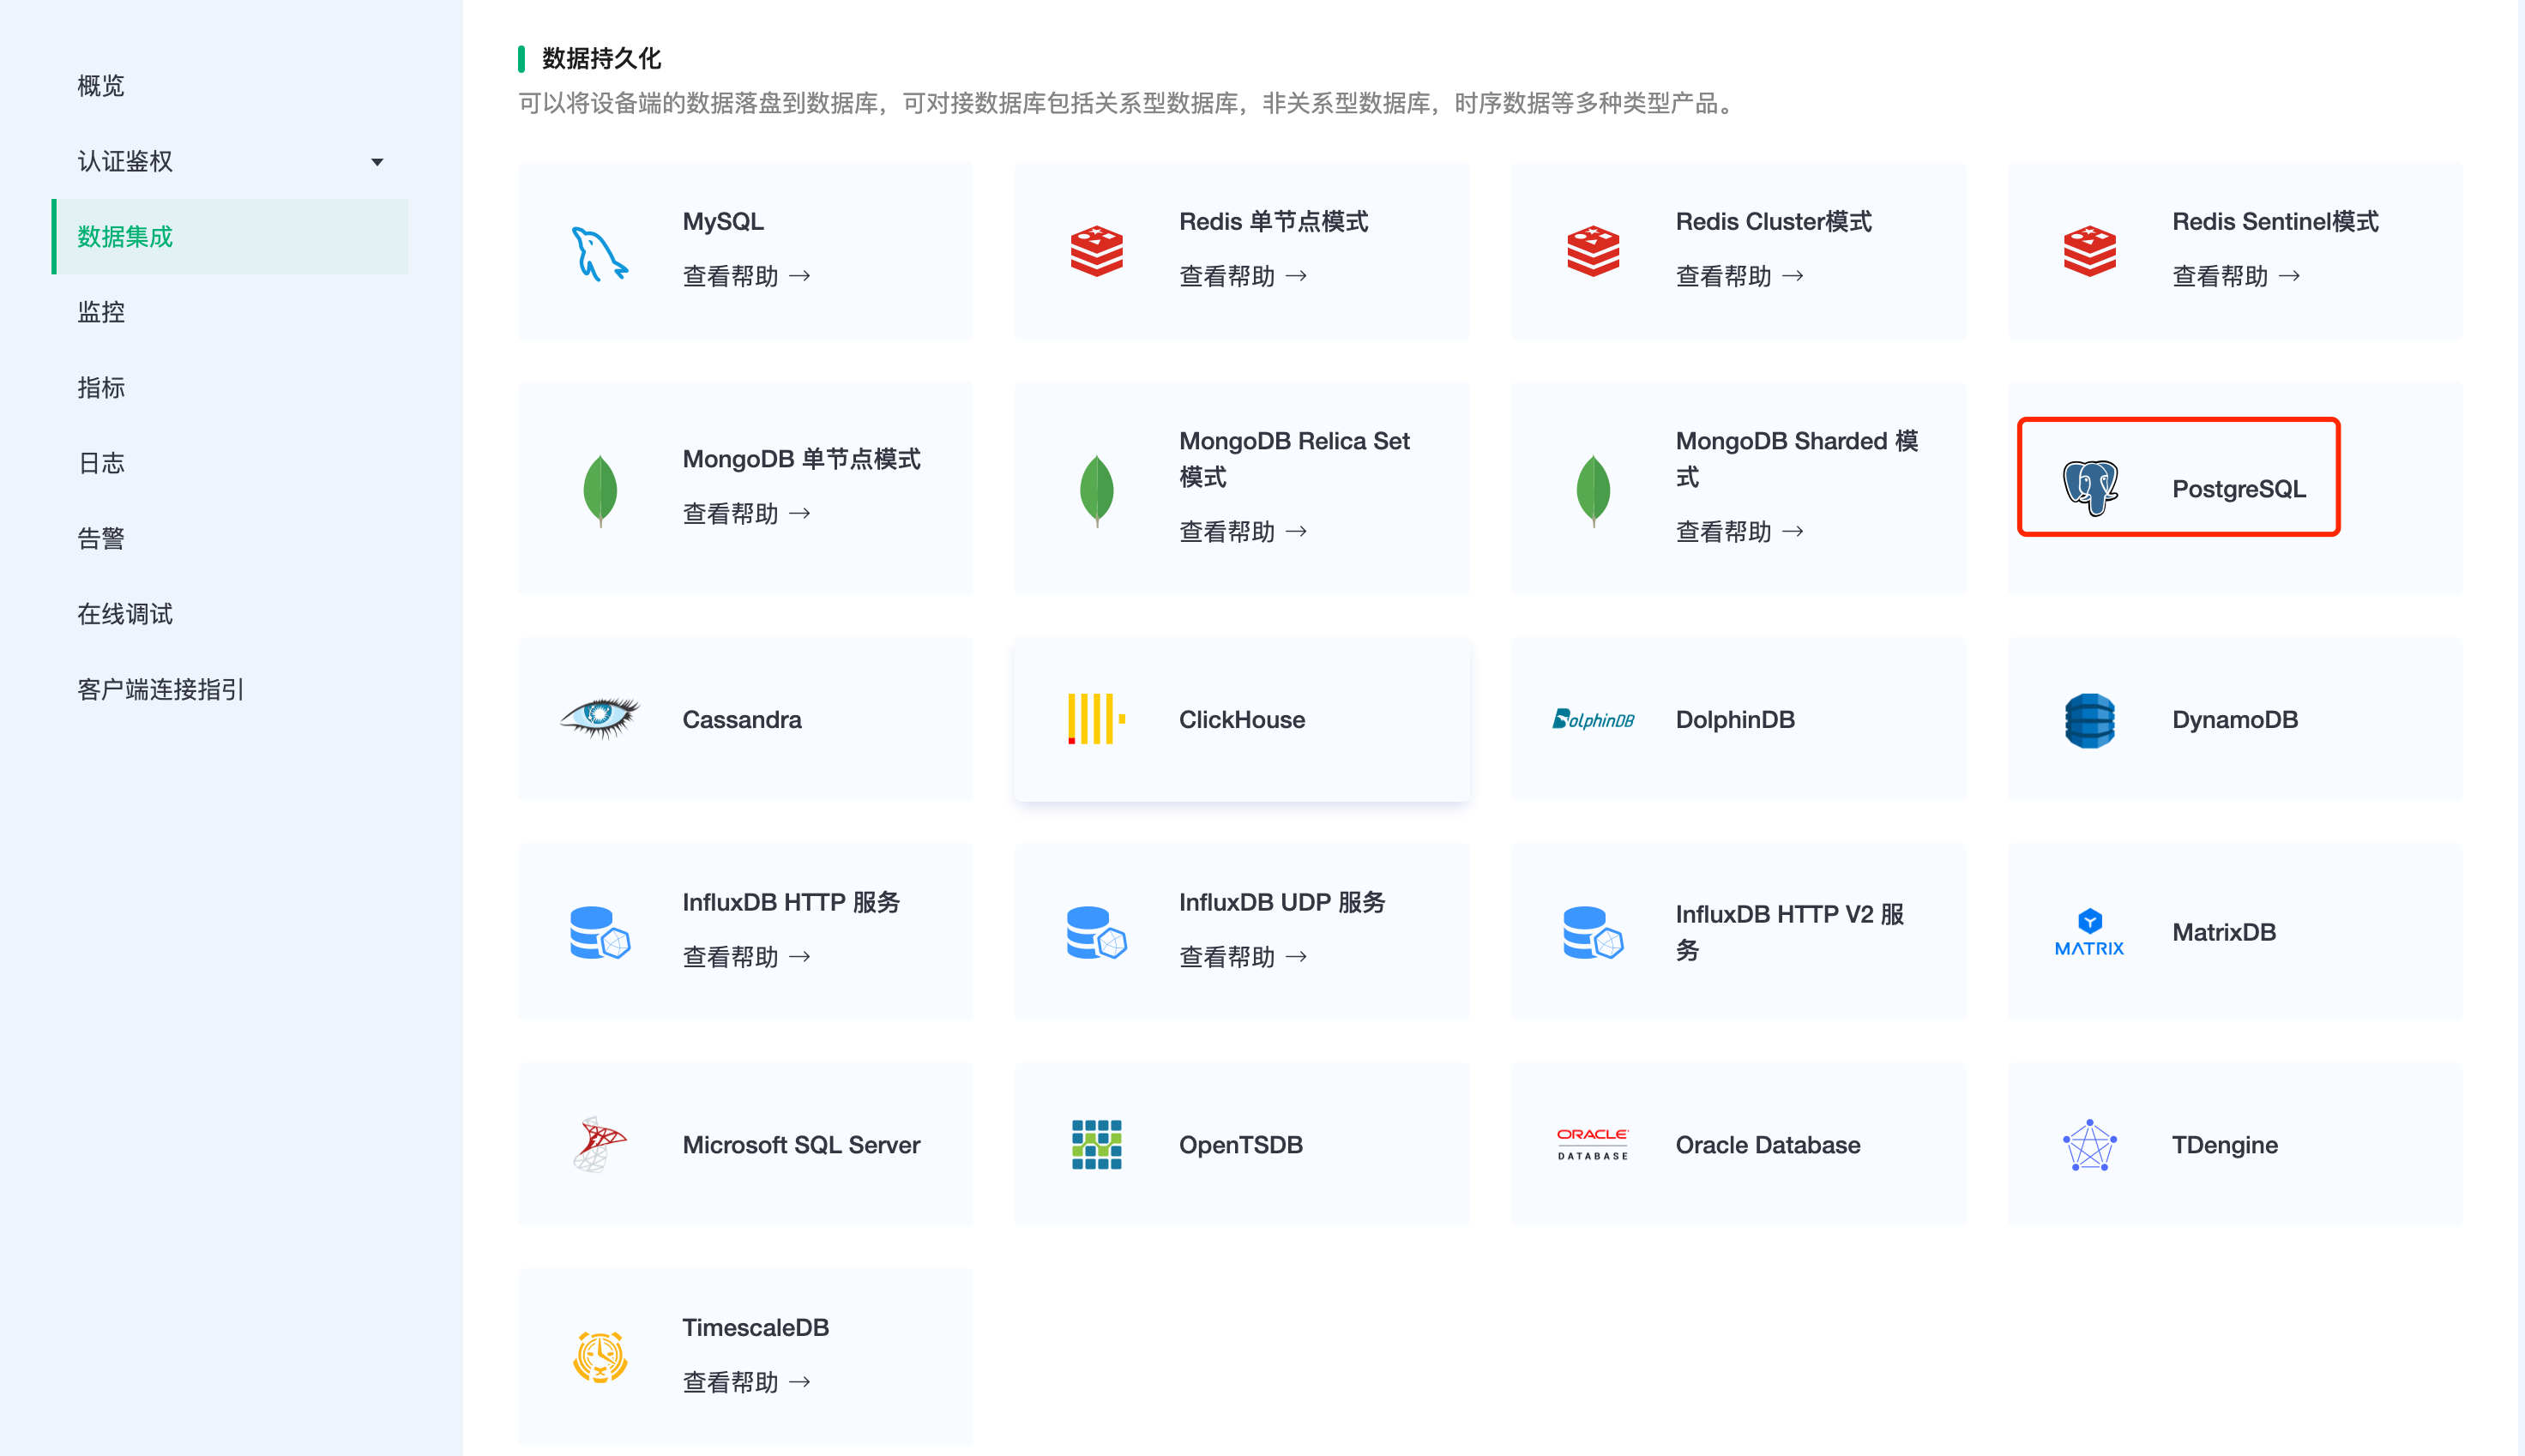 概览
认证鉴权
数据集成
监控
指标
日志
告警
在线调试
客户端连接指引
数据持久化
可以将设备端的数据落盘到数据库，可对接数据库包括关系型数据库，非关系型数据库，时序数据等多种类型产品。
MySQL
查看帮助 →
Redis 单节点模式
查看帮助 →
Redis Cluster模式
查看帮助 →
Redis Sentinel模式
查看帮助 →
MongoDB 单节点模式
查看帮助 →
MongoDB Relica Set
模式
查看帮助 →
MongoDB Sharded 模
式
查看帮助 →
PostgreSQL
Cassandra
ClickHouse
DolphinDB
DolphinDB
DynamoDB
InfluxDB HTTP 服务
查看帮助 →
InfluxDB UDP 服务
查看帮助 →
InfluxDB HTTP V2 服
务
MATRIX
MatrixDB
Microsoft SQL Server
OpenTSDB
ORACLE
DATABASE
Oracle Database
TDengine
TimescaleDB
查看帮助 →